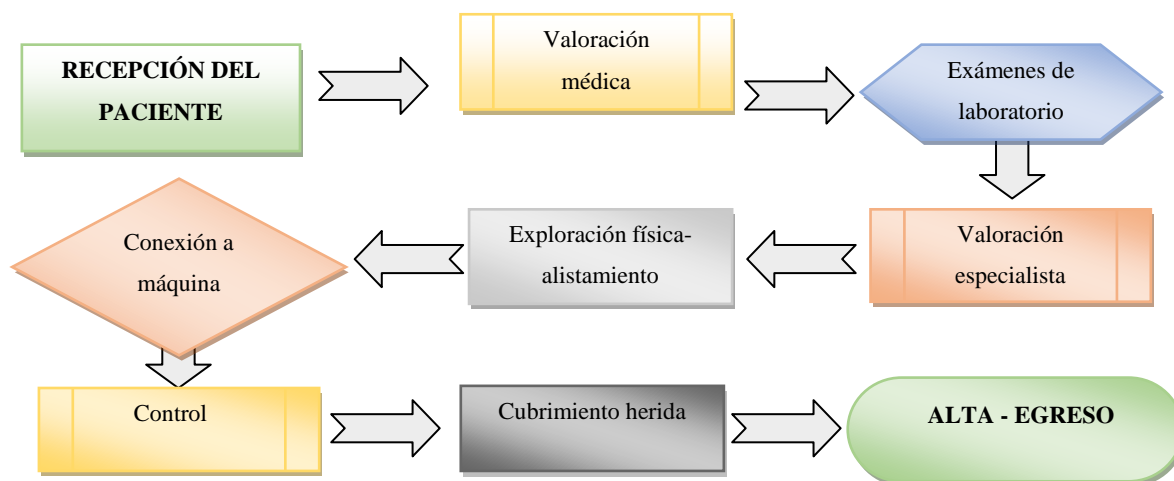 RECEPCIÓN DEL
PACIENTE
Valoración
médica
Exámenes de
laboratorio
Valoración
especialista
Exploración física-
alistamiento
Conexión a
máquina
Control
Cubrimiento herida
ALTA - EGRESO